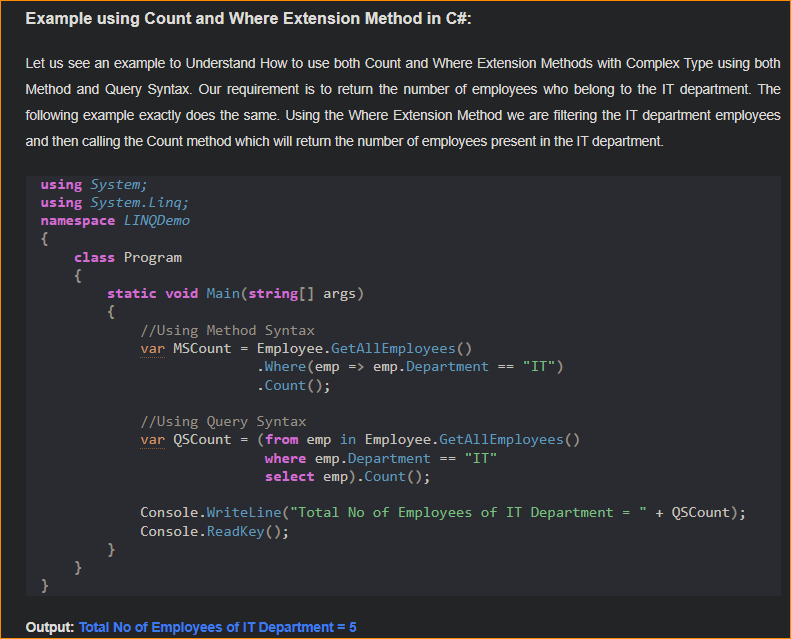 Example using Count and Where Extension Method in C#:
Let us see an example to Understand How to use both Count and Where Extension Methods with Complex Type using both
Method and Query Syntax. Our requirement is to return the number of employees who belong to the IT department. The
following example exactly does the same. Using the Where Extension Method we are filtering the IT department employees
and then calling the Count method which will return the number of employees present in the IT department.
using System;
using System.Linq;
namespace LINQDemo
{
    class Program
    {
        static void Main(string[] args)
        {
            //Using Method Syntax
            var MSCount = Employee.GetAllEmployees()
                          .Where(emp => emp.Department == "IT")
                          .Count();
            //Using Query Syntax
            var QSCount = (from emp in Employee.GetAllEmployees()
                           where emp.Department == "IT"
                           select emp).Count();
            Console.WriteLine("Total No of Employees of IT Department = " + QSCount);
            Console.ReadKey();
        }
    }
}
Output: Total No of Employees of IT Department = 5